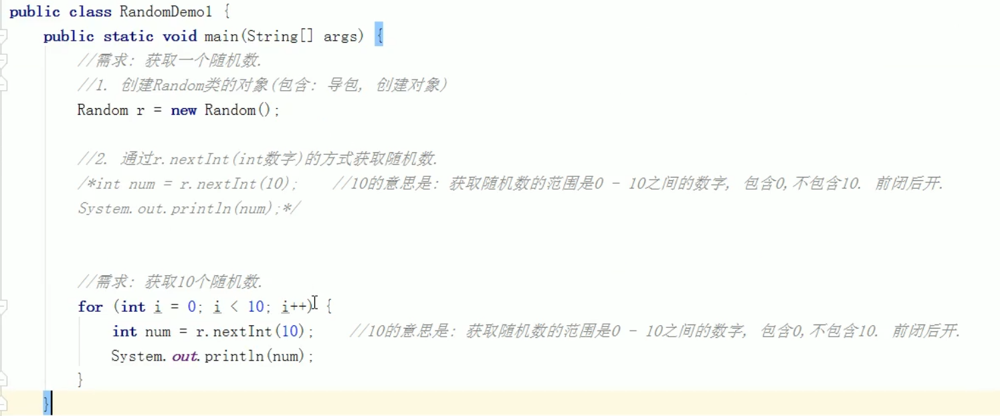 public class RandomDemo1 {
public static void main(String[] args) {
//需求: 获取一个随机数.
//1. 创建Random类的对象(包含: 导包, 创建对象)
Random r = new Random();
//2. 通过r.nextInt(int数字)的方式获取随机数.
/*int num = r.nextInt(10); //10的意思是: 获取随机数的范围是0 - 10之间的数字, 包含0,不包含10. 前闭后开.
System.out.println(num);*/
//需求: 获取10个随机数.
for (int i = 0; i < 10; i++) {
int num = r.nextInt(10); //10的意思是: 获取随机数的范围是0 - 10之间的数字, 包含0,不包含10. 前闭后开.
System.out.println(num);
}
}